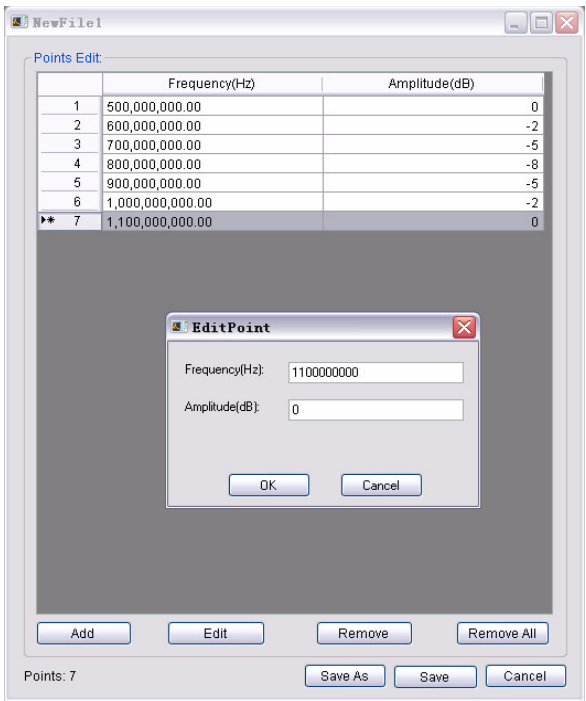 NewFile1
Points Edit:
Frequency(Hz) Amplitude(dB)
1 500,000,000.00 0
2 600,000,000.00 -2
3 700,000,000.00 -5
4 800,000,000.00 -8
5 900,000,000.00 -5
6 1,000,000,000.00 -2
7 1,100,000,000.00 0
EditPoint
Frequency(Hz): 1100000000
Amplitude(dB): 0
OK Cancel
Add Edit Remove Remove All
Points: 7 Save As Save Cancel